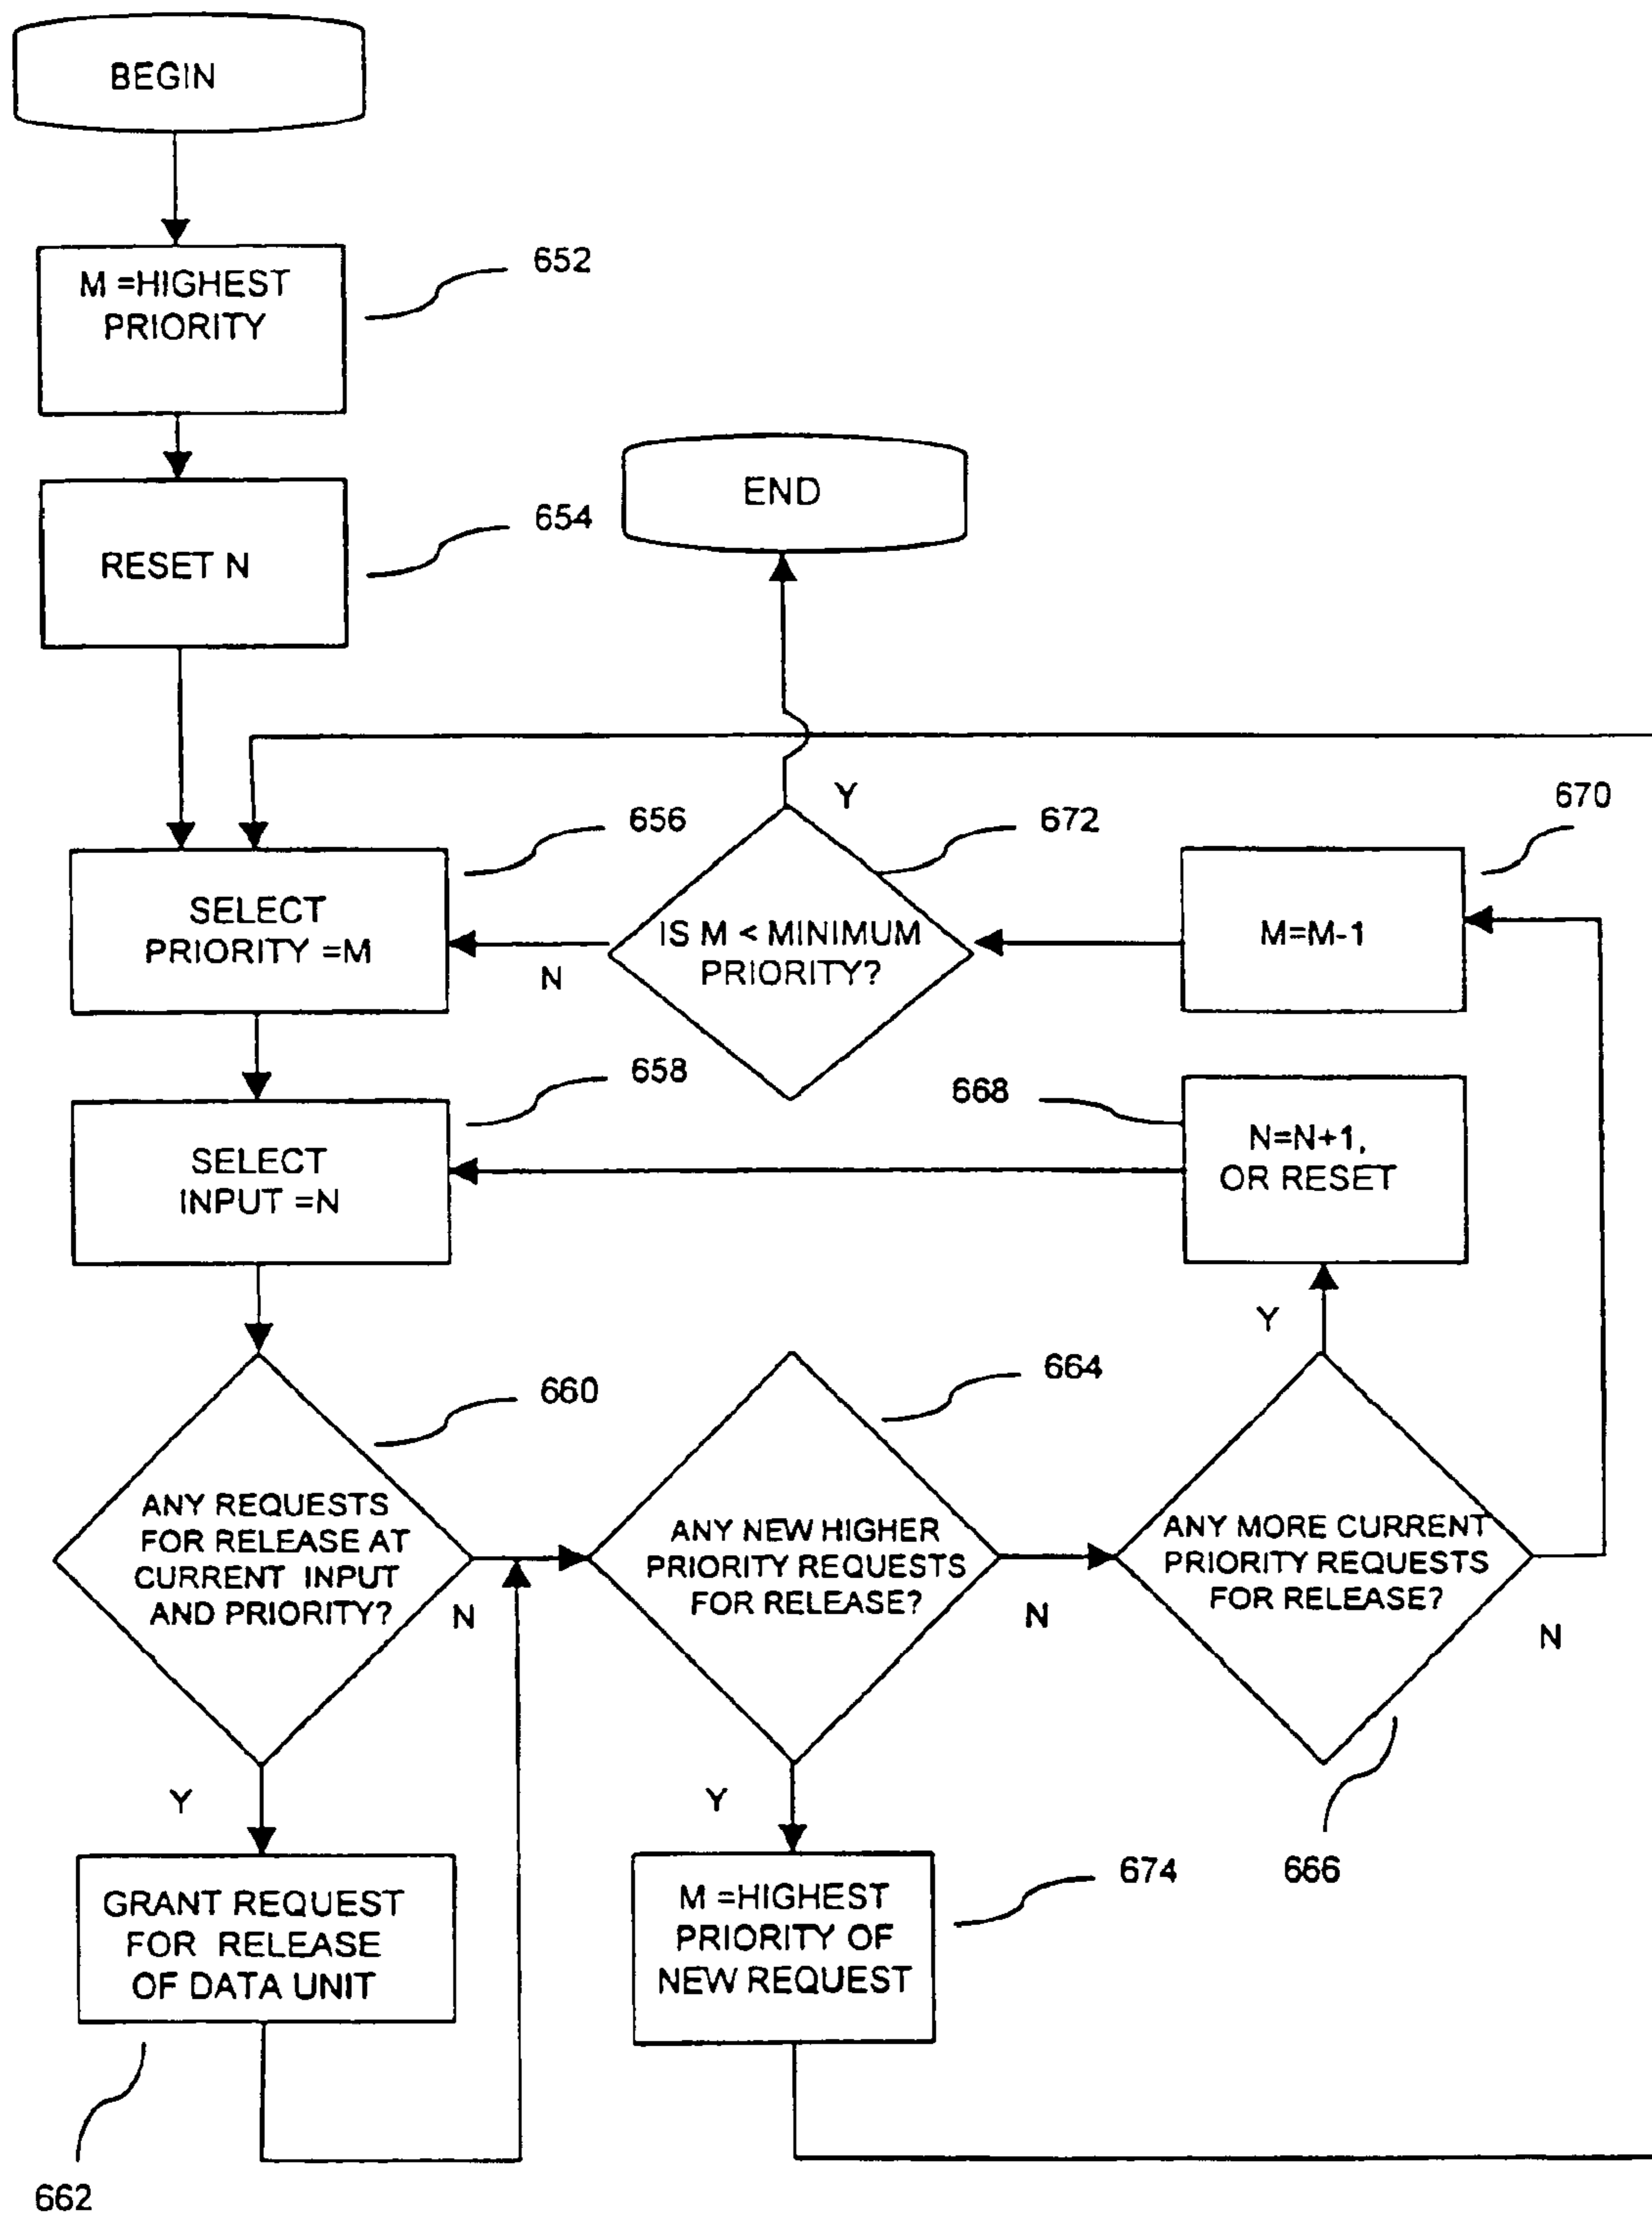 BEGIN
M =HIGHEST
PRIORITY
652
RESET N
654
END
SELECT
PRIORITY =M
656
Y
IS M < MINIMUM
PRIORITY?
672
N
M=M-1
670
SELECT
INPUT =N
658
668
N=N+1,
OR RESET
Y
ANY REQUESTS
FOR RELEASE AT
CURRENT INPUT
AND PRIORITY?
660
N
ANY NEW HIGHER
PRIORITY REQUESTS
FOR RELEASE?
664
N
ANY MORE CURRENT
PRIORITY REQUESTS
FOR RELEASE?
N
666
Y
GRANT REQUEST
FOR RELEASE
OF DATA UNIT
662
Y
M =HIGHEST
PRIORITY OF
NEW REQUEST
674